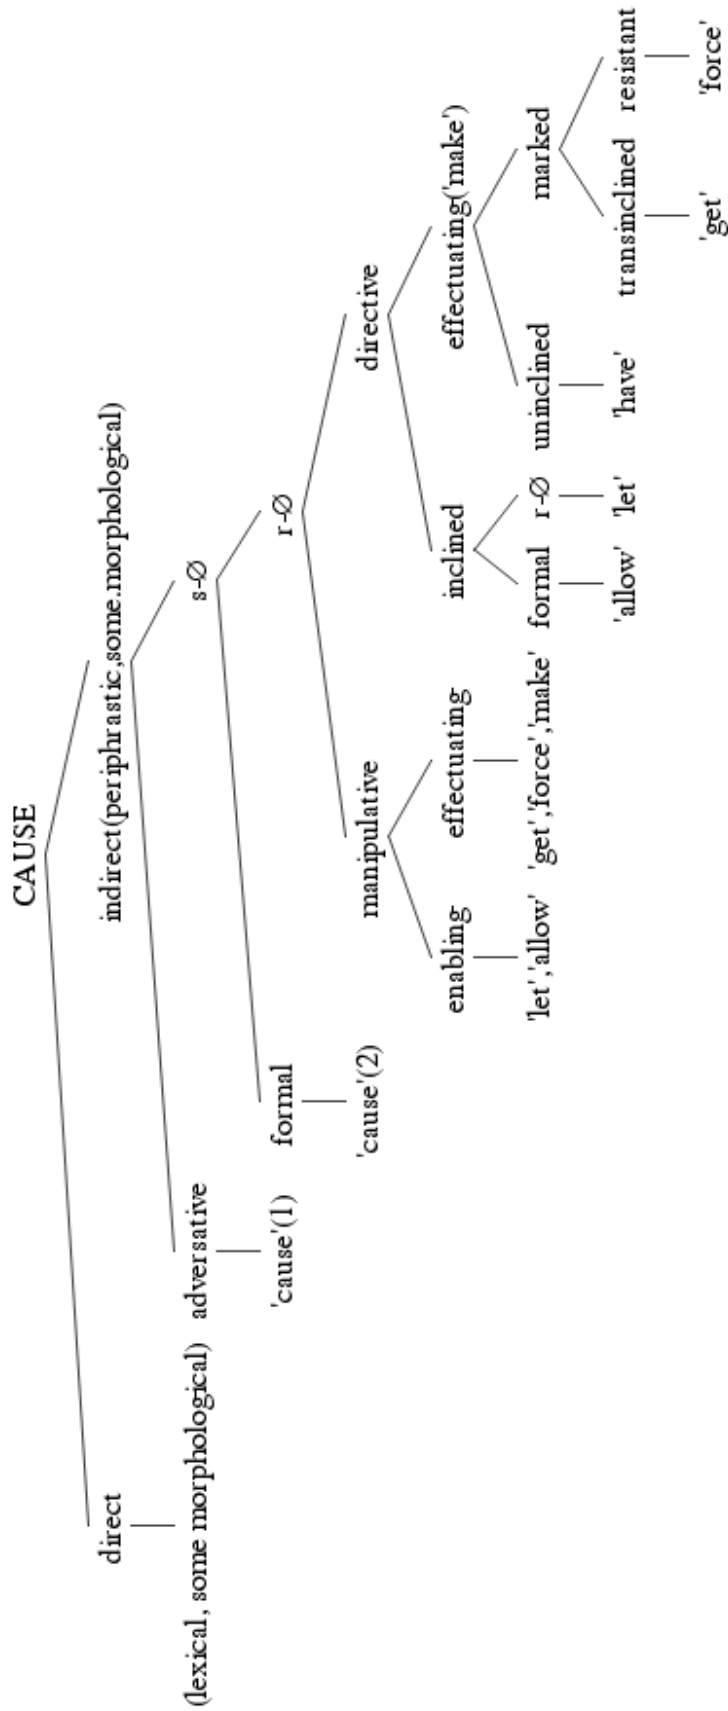 CAUSE
direct
indirect(periphrastic,some.morphological)
(lexical, some morphological)
adversative
s-∅
'cause'(1)
formal
r-∅
'cause'(2)
manipulative
directive
enabling
effectuating
inclined
effectuating('make')
'let','allow'
'get','force','make'
formal
r-∅
uninclined
marked
'allow'
'let'
'have'
transinclined
resistant
'get'
'force'